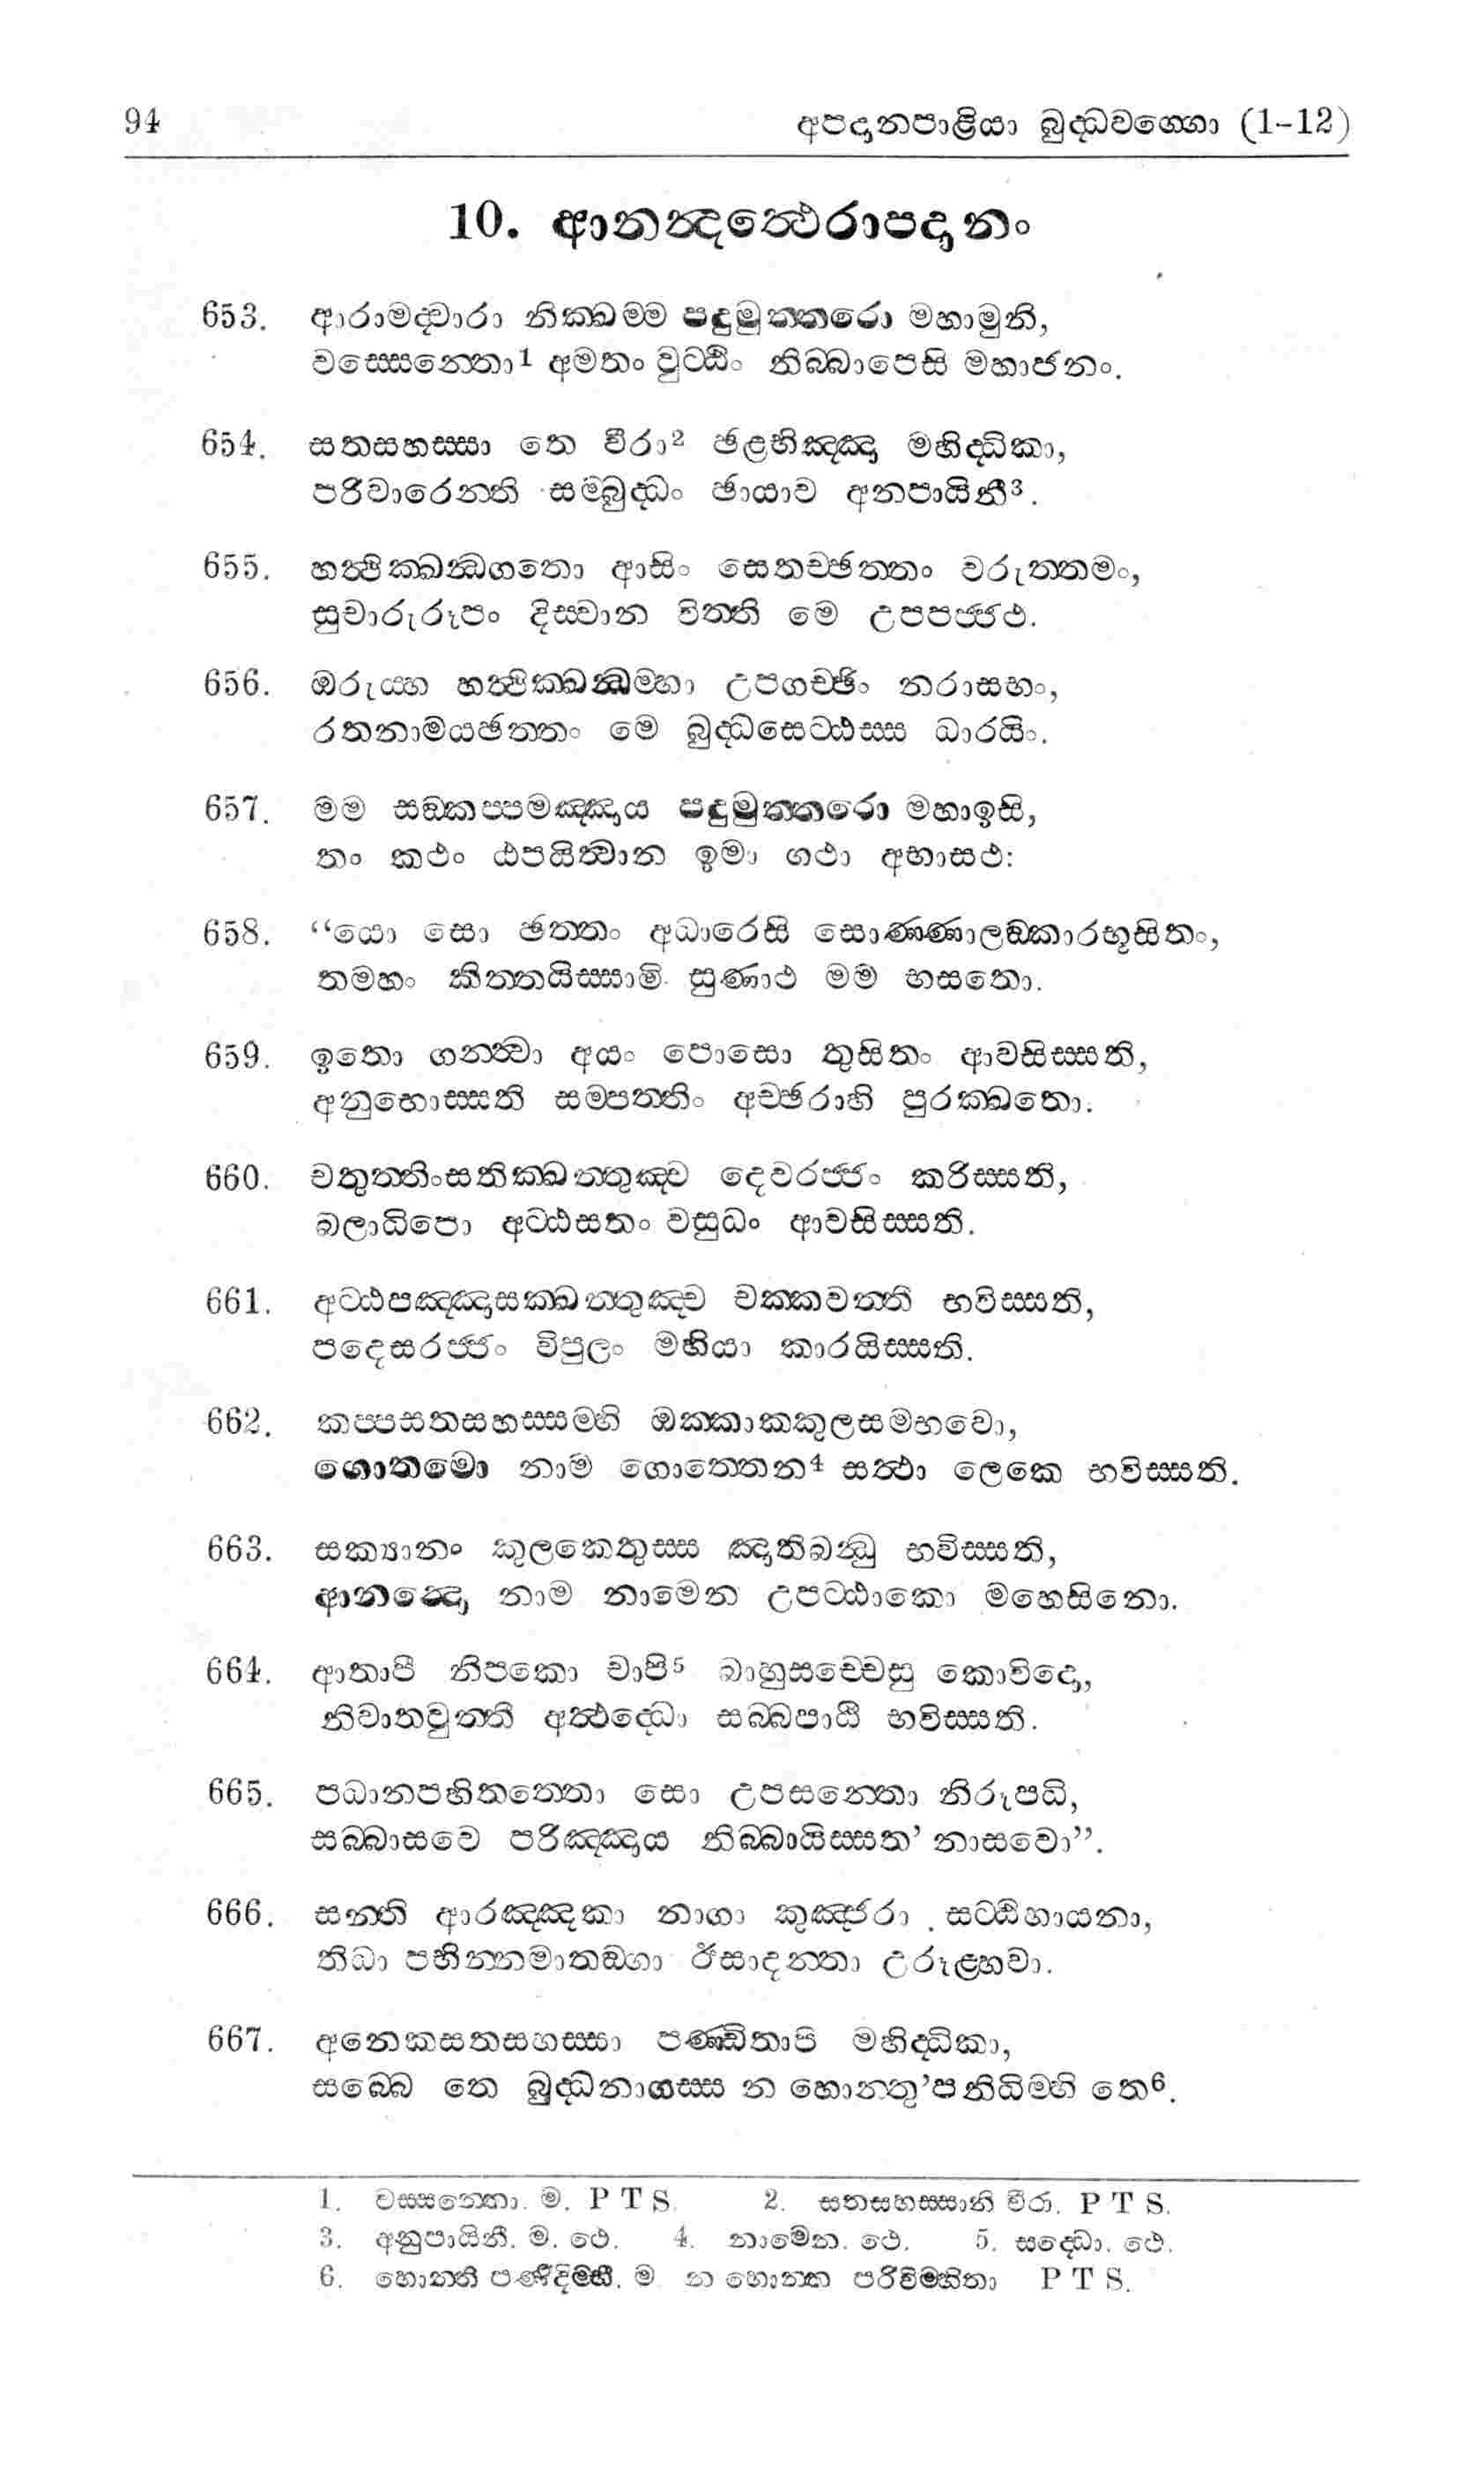 94 අපදානපාළියා බුද්ධවග්ගො (1-12)
10. ආනන්දත්ථෙරාපදානං
653. ආරාමද්වාරා නික්ඛම්ම පදුමුත්තරො මහාමුනි,
වස්සෙන්තො1 අමතං වුට්ඨිං නිබ්බාපෙසි මහාජනං.
654. සතසහස්සා තෙ වීරා2 ඡළභිඤ්ඤා මහිද්ධිකා,
පරිවාරෙන්ති සම්බුද්ධං ඡායාව අනපායිනී3.
655. හත්ථික්ඛන්ධගතො ආසිං සෙතච්ඡත්තං වරුත්තමං,
සුචාරුරූපං දිස්වාන විත්ති මෙ උපපජ්ජථ.
656. ඔරුය්හ හත්ථික්ඛන්ධම්හා උපගච්ඡිං නරාසභං,
රතනාමයඡත්තං මෙ බුද්ධසෙට්ඨස්ස ධාරයිං.
657. මම සඞ්කප්පමඤ්ඤාය පදුමුත්තරො මහාඉසි,
තං කථං ඨපයිත්වාන ඉමා ගථා අභාසථ:
658. “යො සො ඡත්තං අධාරෙසි සොණ්ණාලඞ්කාරභූසිතං,
තමහං කිත්තයිස්සාමි සුණාථ මම භසතො.
659. ඉතො ගන්ත්වා අයං පොසො තුසිතං ආවසිස්සති,
අනුභොස්සති සම්පත්තිං අච්ඡරාහි පුරක්ඛතො.
660. චතුත්තිංසතික්ඛත්තුඤ්ච දෙවරජ්ජං කරිස්සති,
බලාධිපො අට්ඨසතං වසුධං ආවසිස්සති.
661. අට්ඨපඤ්ඤාසක්ඛත්තුඤ්ච චක්කවත්තී භවිස්සති,
පදෙසරජ්ජං විපුලං මහියා කාරයිස්සති.
662. කප්පසතසහස්සම්හි ඔක්කාකකුලසම්භවො,
ගොතමො නාම ගොත්තෙන4 සත්ථා ලෙකෙ භවිස්සති.
663. සක්‍යානං කුලකෙතුස්ස ඤාතිබන්ධු භවිස්සති,
ආනන්දො නාම නාමෙන උපට්ඨාකො මහෙසිනො.
664. ආතාපී නිපකො චාපි5 බාහුසච්චෙසු කොවිදො,
නිවාතවුත්තී අත්ථද්ධො සබ්බපායී භවිස්සති.
665. පධානපහිතත්තො සො උපසන්තො නිරූපධි,
සබ්බාසවෙ පරිඤ්ඤාය නිබ්බායිස්සත’ නාසවො”.
666. සන්ති ආරඤ්ඤකා නාගා කුඤ්ජරා සට්ඨිහායනා,
තිධා පභින්නමාතඞ්ගා ඊසාදන්තා උරූළ්හවා.
667. අනෙකසතසහස්සා පණ්ඩිතාපි මහිද්ධිකා,
සබ්බෙ තෙ බුද්ධනාගස්ස න හොන්තු’පනිධිම්හි තෙ6.
1. වස්සන්තො. ම. P T S. 2. සතසහස්සානි වීරා. P T S.
3. අනුපායිනී. ම. ථෙ. 4. නාමෙන. ථෙ. 5. සද්ධො. ථෙ.
6. හොන්ති පණිදිම්හී. ම. න හොන්ත පරිවිම්හිතා P T S.